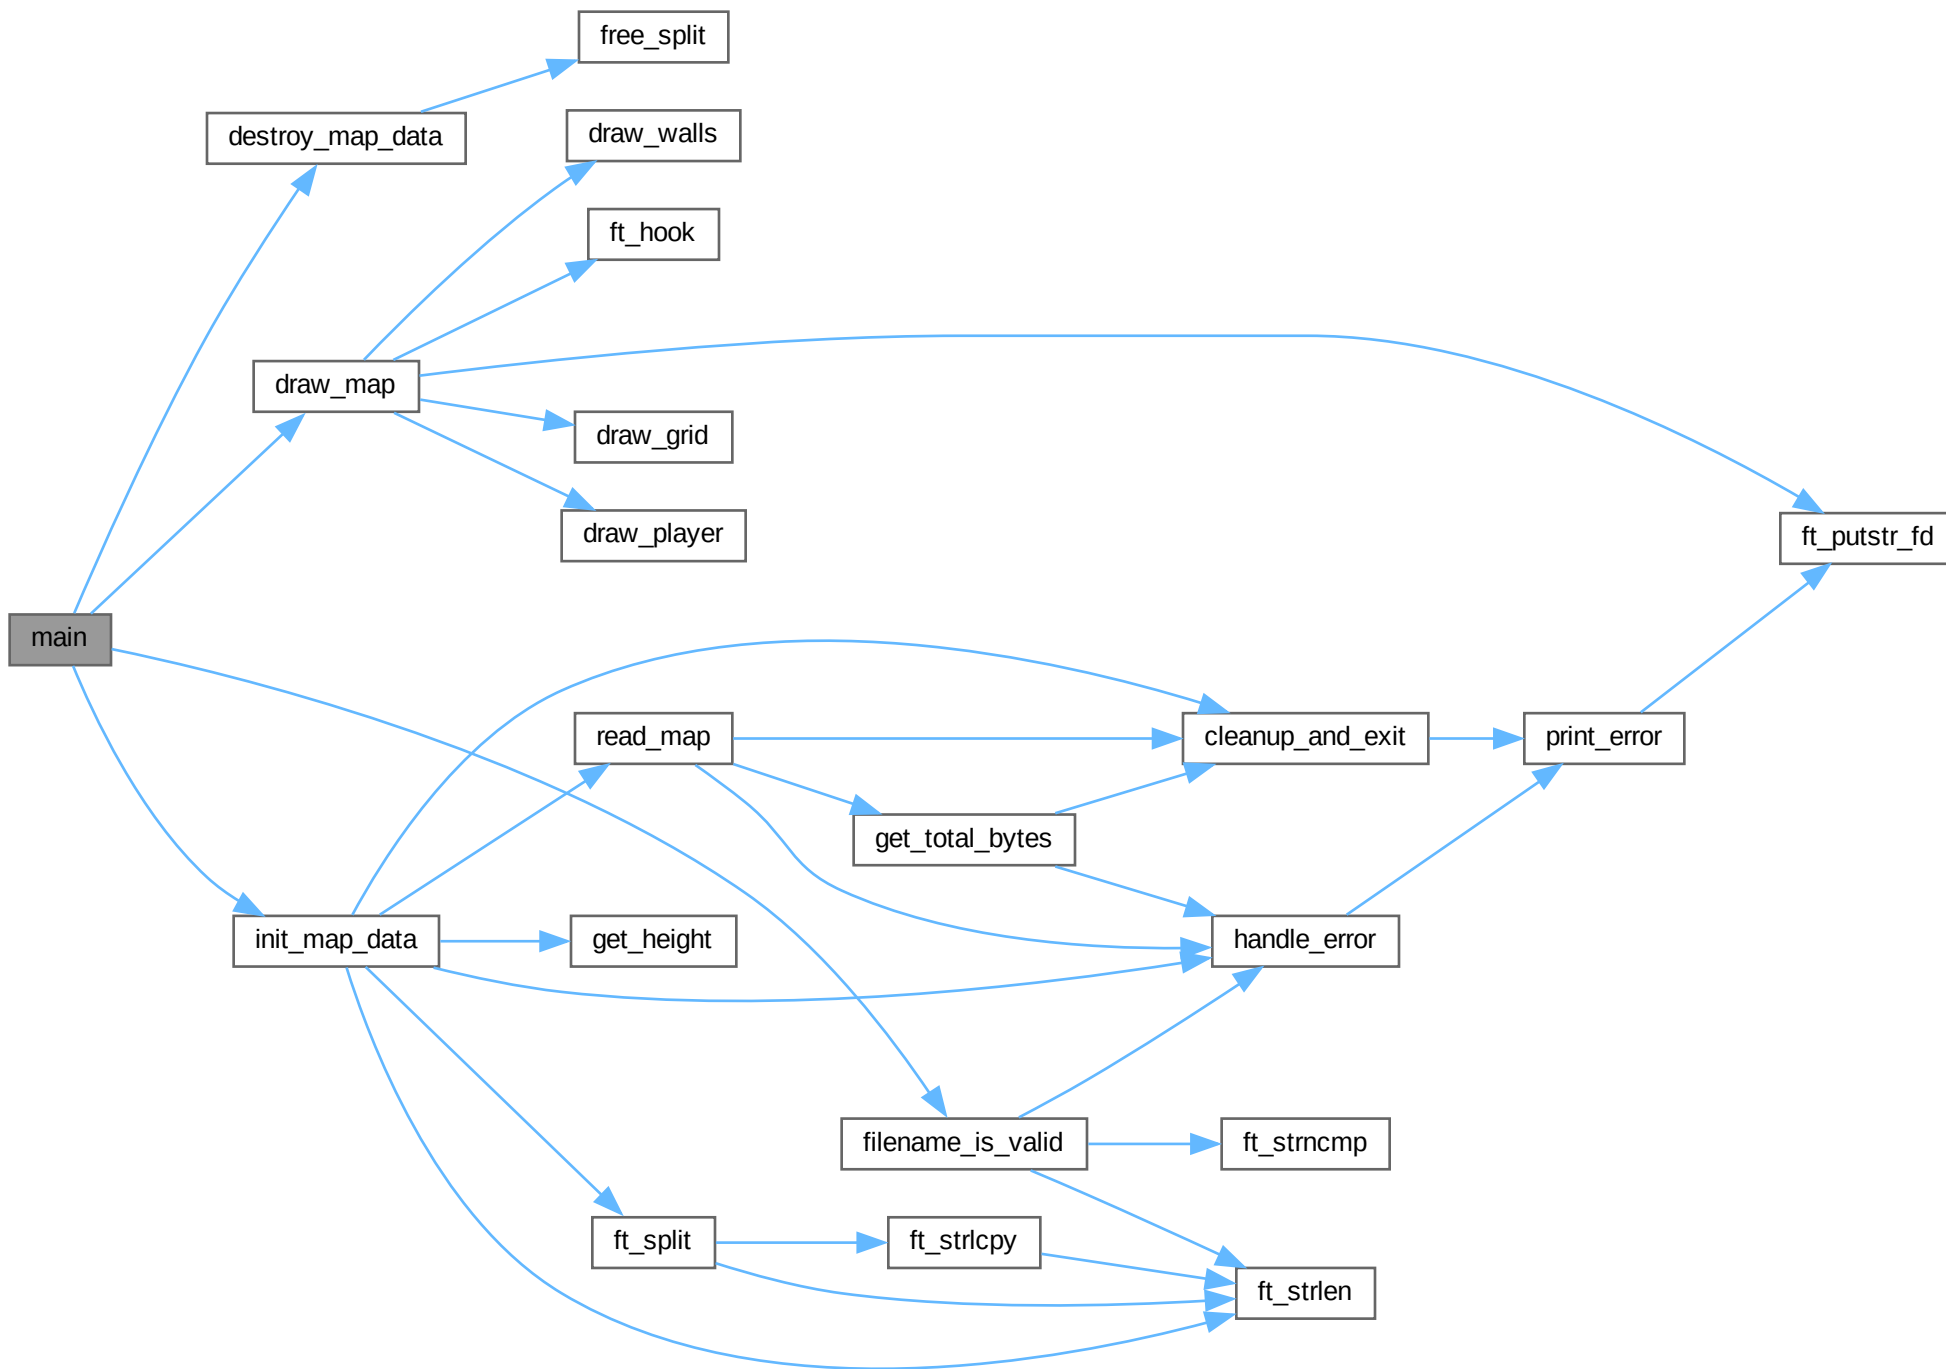 free_split
destroy_map_data
draw_walls
ft_hook
draw_map
draw_grid
draw_player
ft_putstr_fd
main
read_map
cleanup_and_exit
print_error
get_total_bytes
init_map_data
get_height
handle_error
filename_is_valid
ft_strncmp
ft_split
ft_strlcpy
ft_strlen